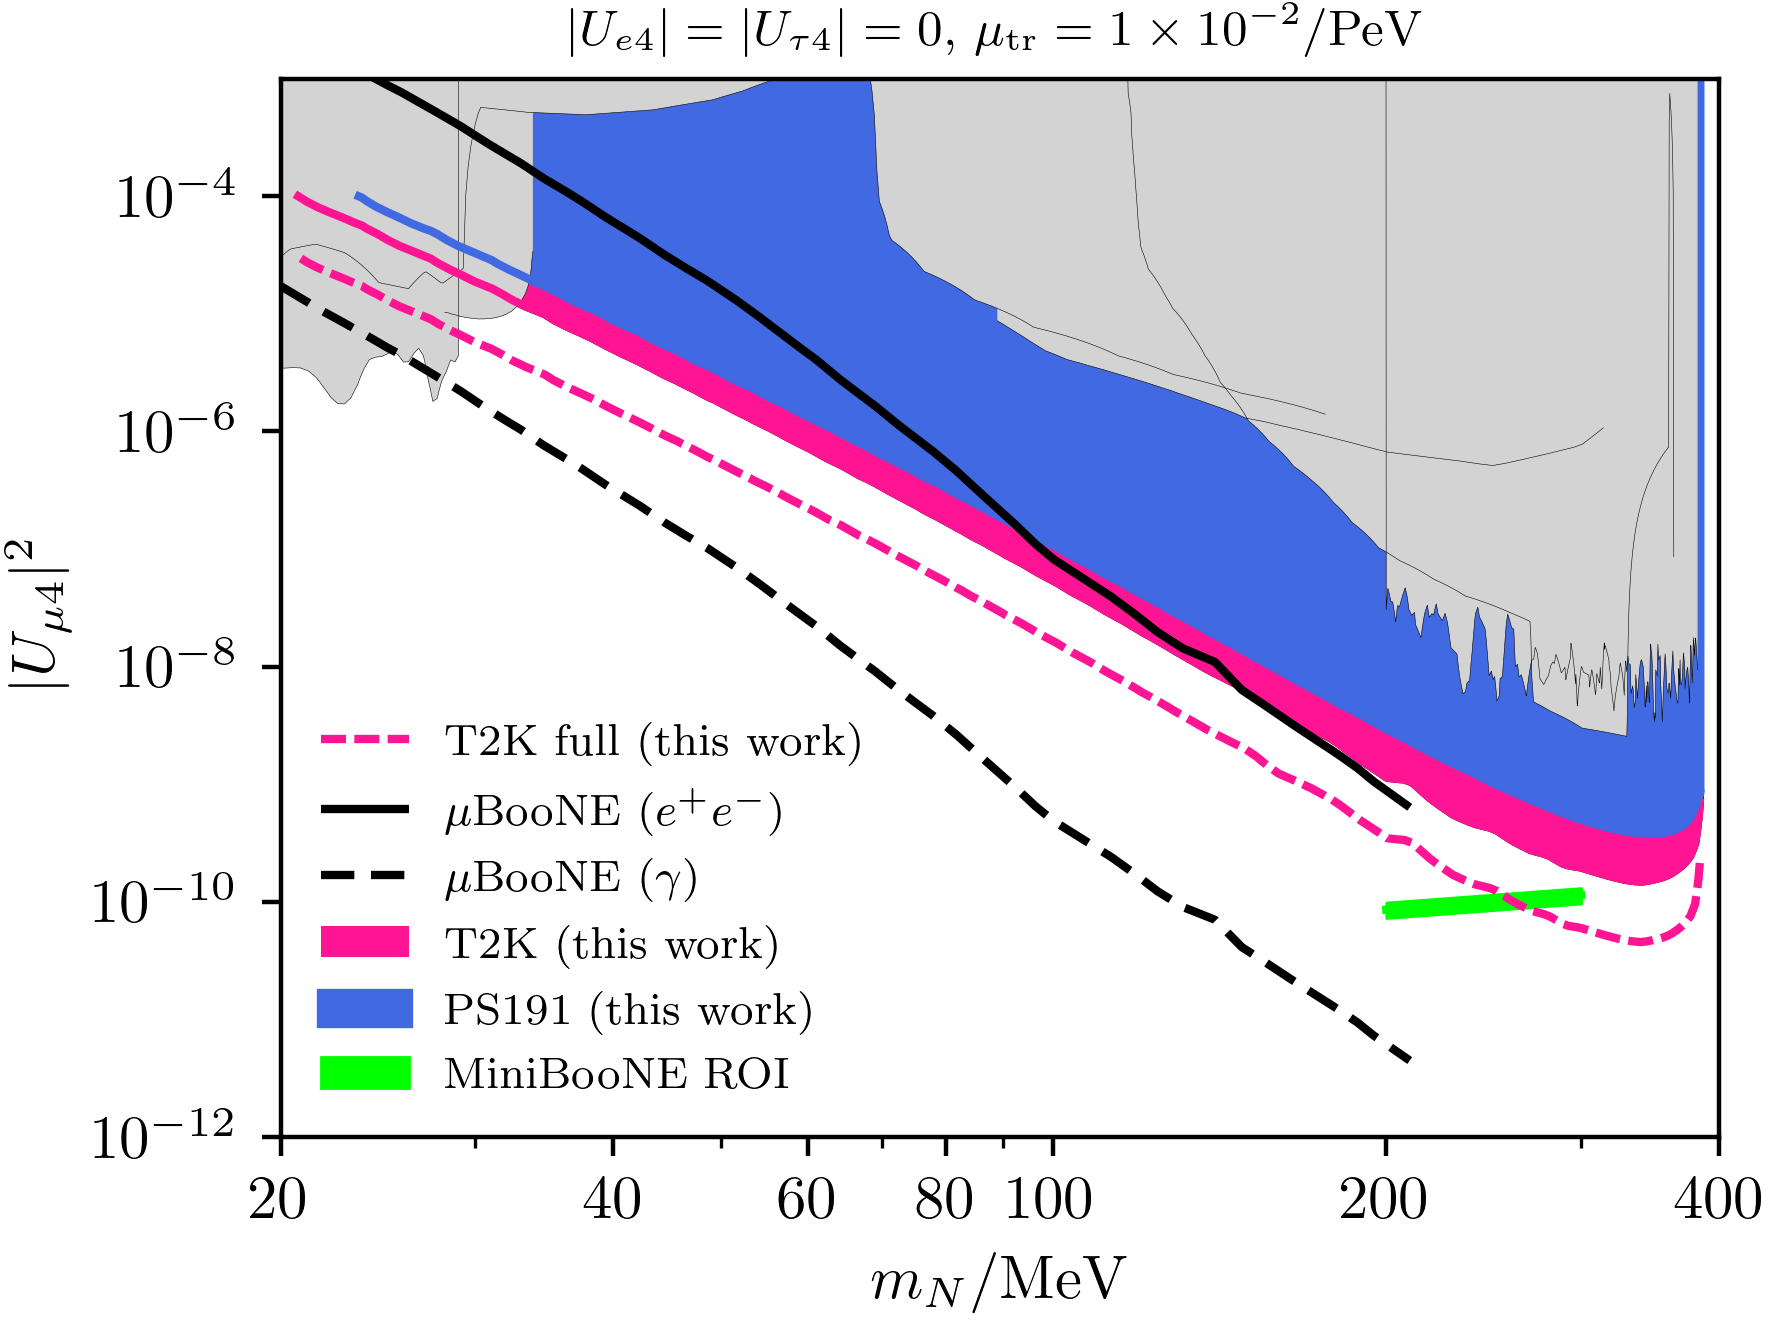 |U_{e4}| = |U_{τ4}| = 0, μ_{tr} = 1 × 10^{−2}/PeV
|U_{μ4}|^2
10^{−4}
10^{−6}
10^{−8}
10^{−10}
10^{−12}
T2K full (this work)
μBooNE (e^+e^−)
μBooNE (γ)
T2K (this work)
PS191 (this work)
MiniBooNE ROI
20 40 60 80 100 200 400
m_N/MeV